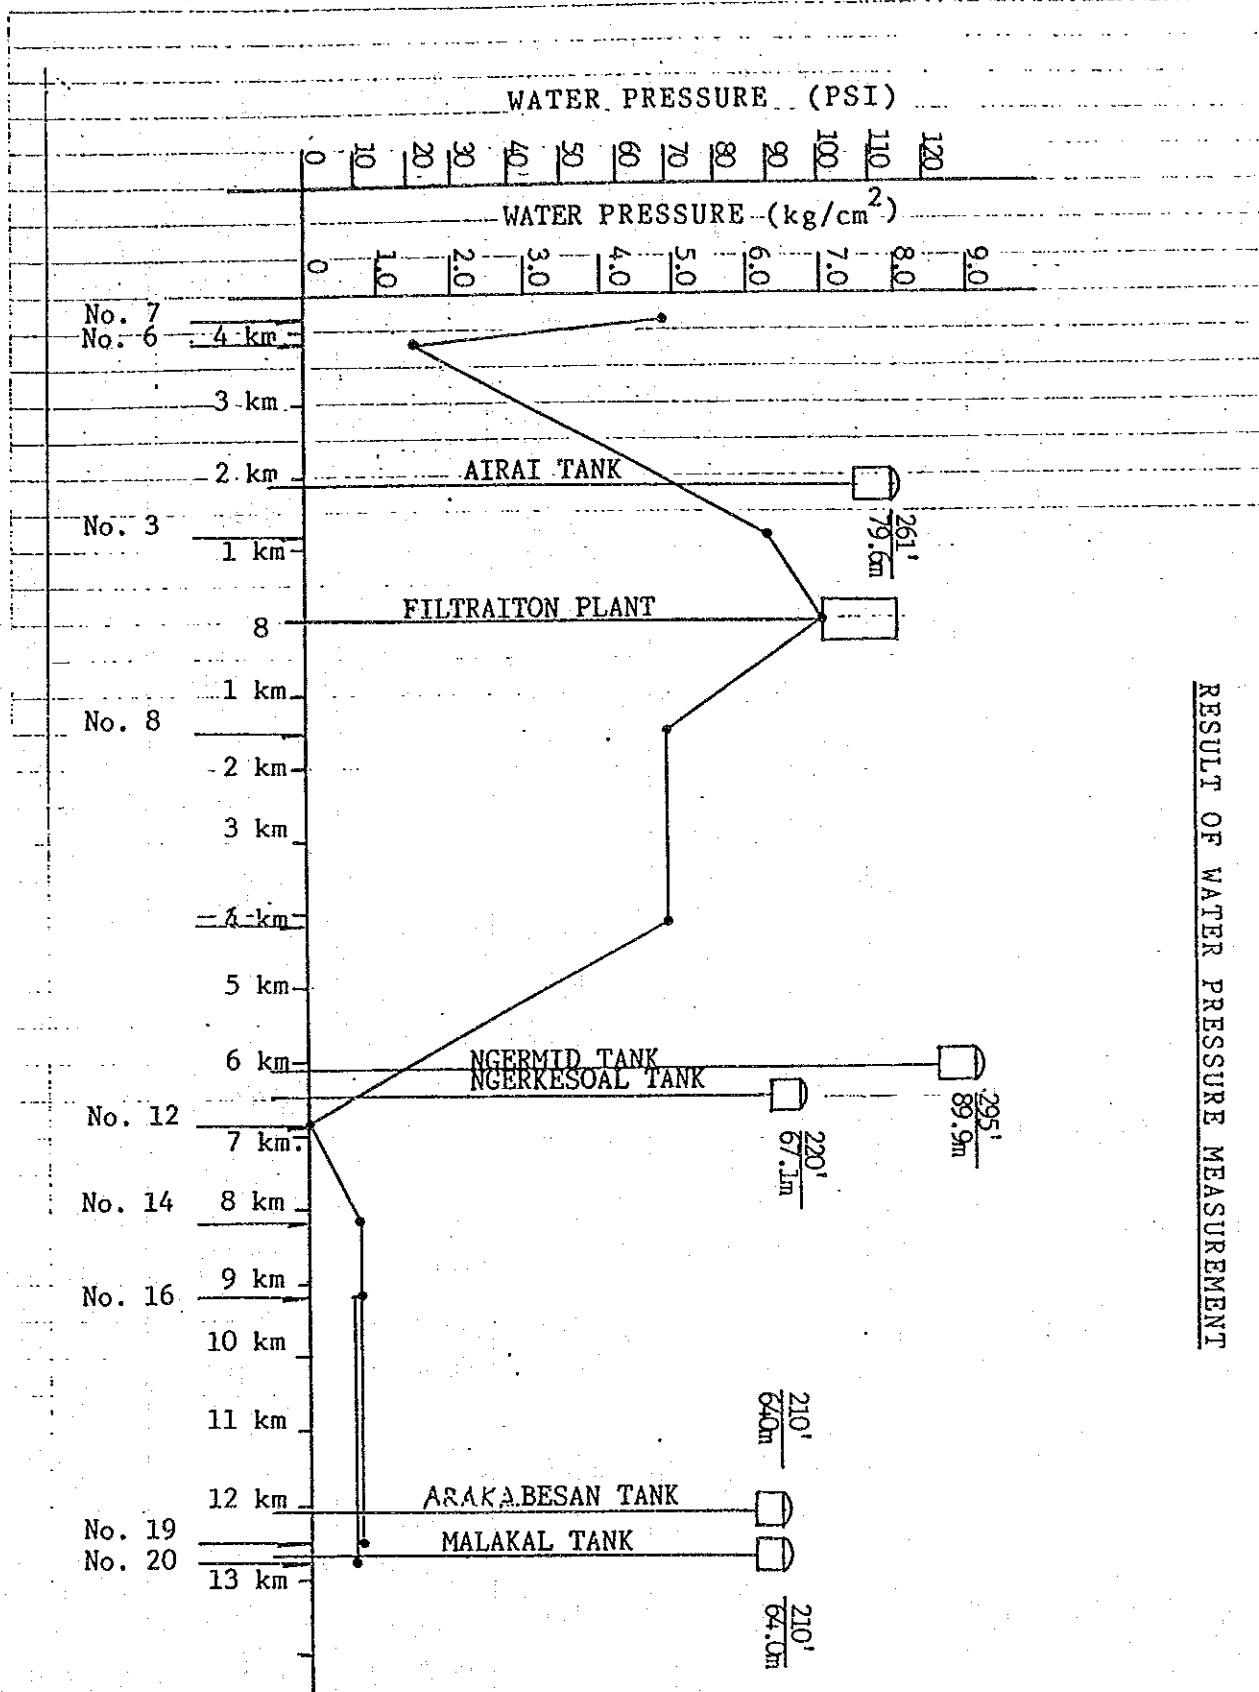 WATER PRESSURE (PSI)
0 10 20 30 40 50 60 70 80 90 100 110 120
WATER PRESSURE (kg/cm²)
0 1.0 2.0 3.0 4.0 5.0 6.0 7.0 8.0 9.0
No. 7
No. 6 4 km
3 km
2 km AIRAI TANK
261'
79.6m
No. 3
1 km
FILTRAITON PLANT
8
1 km
No. 8
2 km
3 km
4 km
5 km
6 km NGERMID TANK
NGERKESOAL TANK
295'
89.9m
220'
67.1m
No. 12
7 km
No. 14 8 km
9 km
No. 16
10 km
210'
640m
11 km
12 km ARAKABESAN TANK
No. 19
MALAKAL TANK
No. 20
13 km
210'
64.0m
RESULT OF WATER PRESSURE MEASUREMENT